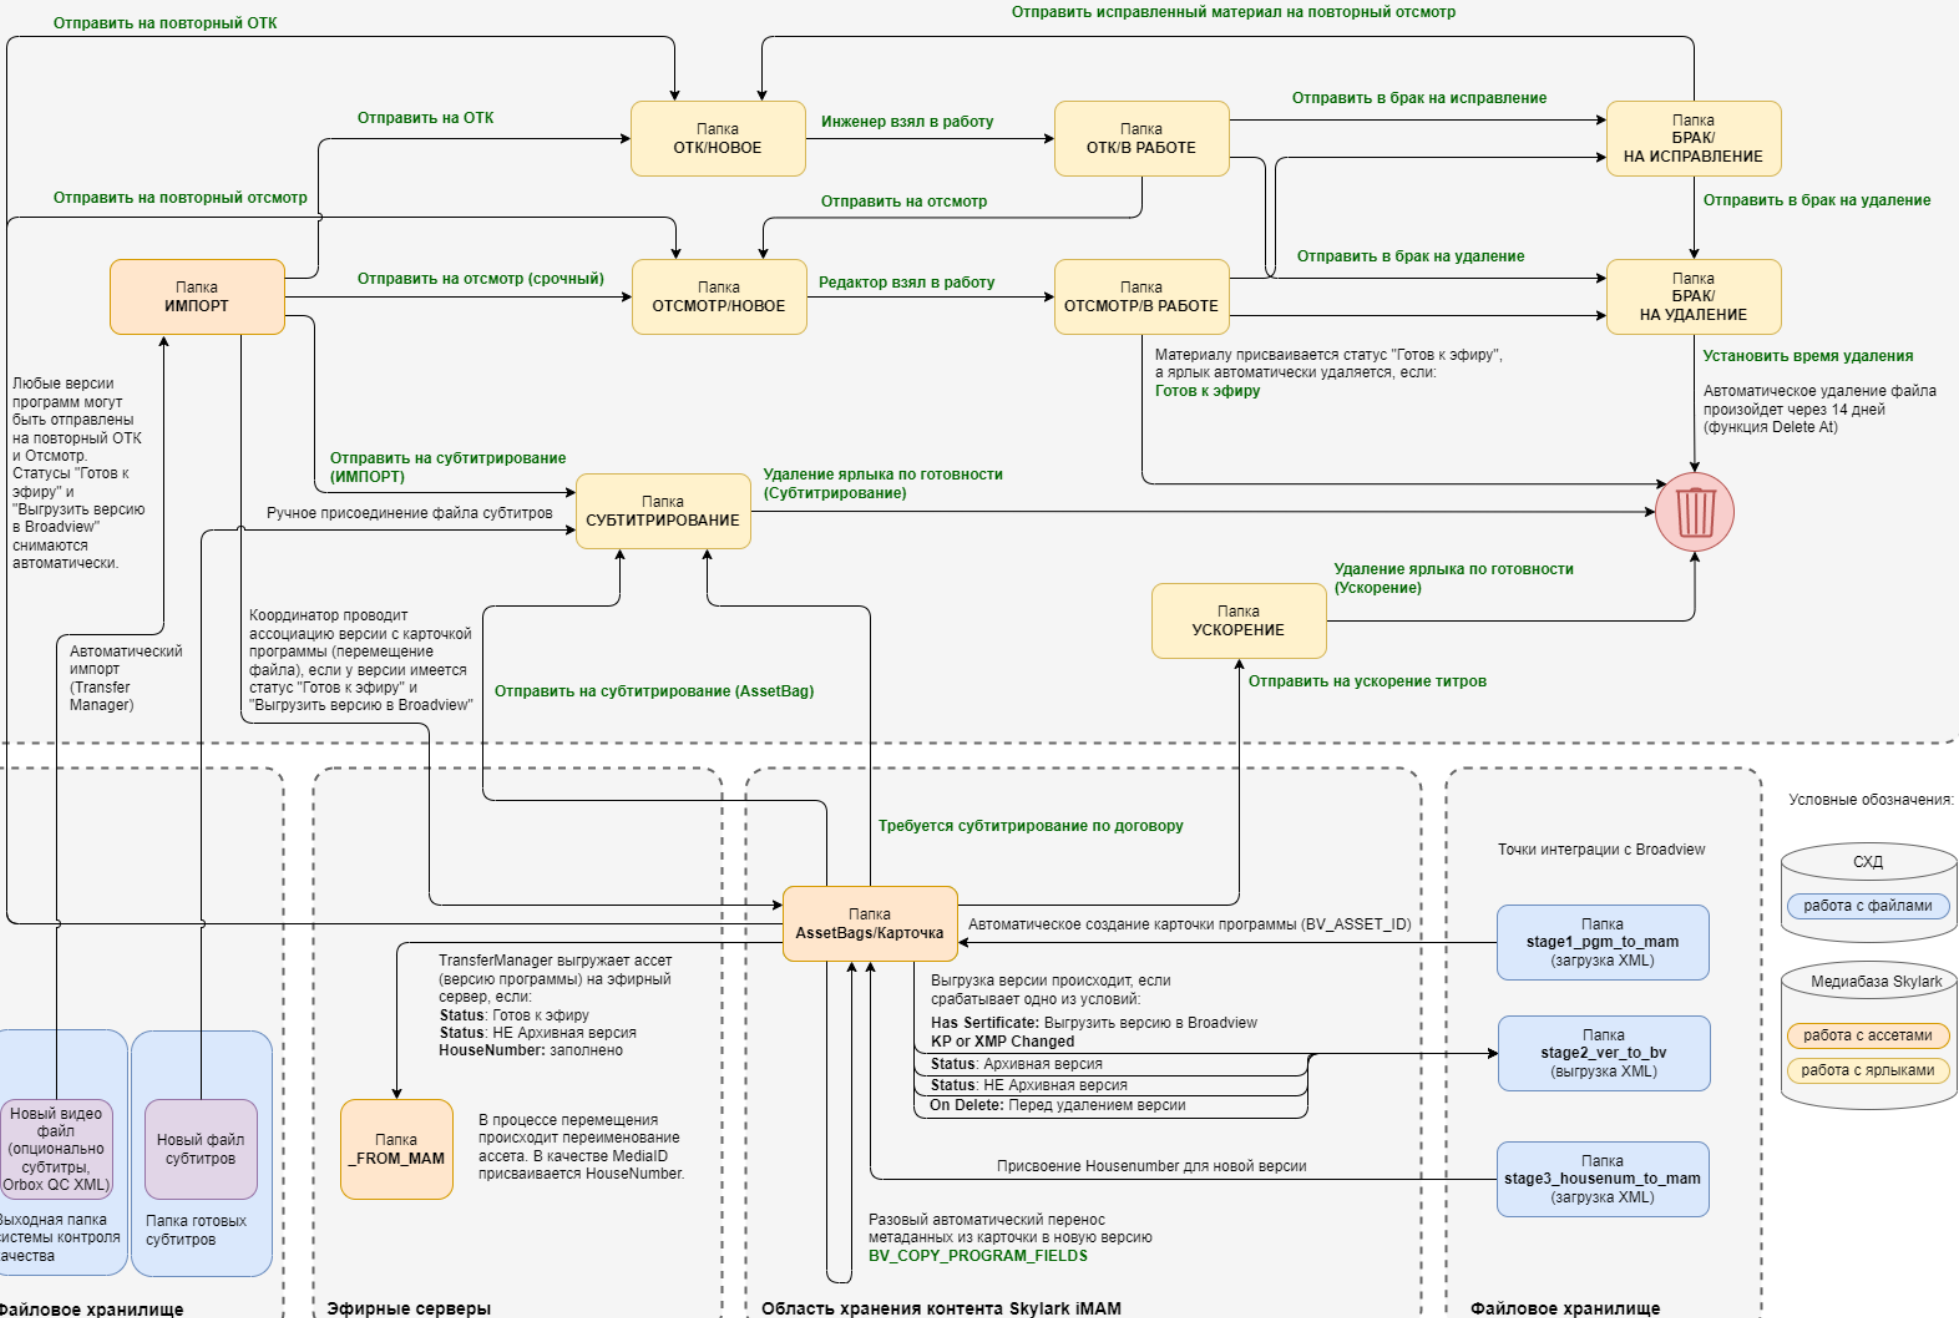 Отправить на повторный ОТК
Отправить исправленный материал на повторный отсмотр
Отправить на ОТК
Папка
ОТК/НОВОЕ
Инженер взял в работу
Папка
ОТК/В РАБОТЕ
Отправить в брак на исправление
Папка
БРАК/
НА ИСПРАВЛЕНИЕ
Отправить на повторный отсмотр
Отправить на отсмотр
Отправить в брак на удаление
Папка
ИМПОРТ
Отправить на отсмотр (срочный)
Папка
ОТСМОТР/НОВОЕ
Редактор взял в работу
Папка
ОТСМОТР/В РАБОТЕ
Отправить в брак на удаление
Папка
БРАК/
НА УДАЛЕНИЕ
Материалу присваивается статус "Готов к эфиру",
а ярлык автоматически удаляется, если:
Готов к эфиру
Установить время удаления
Автоматическое удаление файла
произойдет через 14 дней
(функция Delete At)
Любые версии
программ могут
быть отправлены
на повторный ОТК
и Отсмотр.
Статусы "Готов к
эфиру" и
"Выгрузить версию
в Broadview"
снимаются
автоматически.
Отправить на субтитрирование
(ИМПОРТ)
Ручное присоединение файла субтитров
Папка
СУБТИТРИРОВАНИЕ
Удаление ярлыка по готовности
(Субтитрирование)
Удаление ярлыка по готовности
(Ускорение)
Папка
УСКОРЕНИЕ
Автоматический
импорт
(Transfer
Manager)
Координатор проводит
ассоциацию версии с карточкой
программы (перемещение
файла), если у версии имеется
статус "Готов к эфиру" и
"Выгрузить версию в Broadview"
Отправить на субтитрирование (AssetBag)
Отправить на ускорение титров
Требуется субтитрирование по договору
Точки интеграции с Broadview
Условные обозначения:
СХД
работа с файлами
Медиабаза Skylark
работа с ассетами
работа с ярлыками
Папка
AssetBags/Карточка
Автоматическое создание карточки программы (BV_ASSET_ID)
Папка
stage1_pgm_to_mam
(загрузка XML)
TransferManager выгружает ассет
(версию программы) на эфирный
сервер, если:
Status: Готов к эфиру
Status: НЕ Архивная версия
HouseNumber: заполнено
Выгрузка версии происходит, если
срабатывает одно из условий:
Has Sertificate: Выгрузить версию в Broadview
KP or XMP Changed
Status: Архивная версия
Status: НЕ Архивная версия
On Delete: Перед удалением версии
Папка
stage2_ver_to_bv
(выгрузка XML)
Новый видео
файл
(опционально
субтитры,
Orbox QC XML)
Новый файл
субтитров
Папка
_FROM_MAM
В процессе перемещения
происходит переименование
ассета. В качестве MediaID
присваивается HouseNumber.
Присвоение Housenumber для новой версии
Папка
stage3_housenum_to_mam
(загрузка XML)
Выходная папка
системы контроля
качества
Папка готовых
субтитров
Разовый автоматический перенос
метаданных из карточки в новую версию
BV_COPY_PROGRAM_FIELDS
Файловое хранилище
Эфирные серверы
Область хранения контента Skylark iMAM
Файловое хранилище